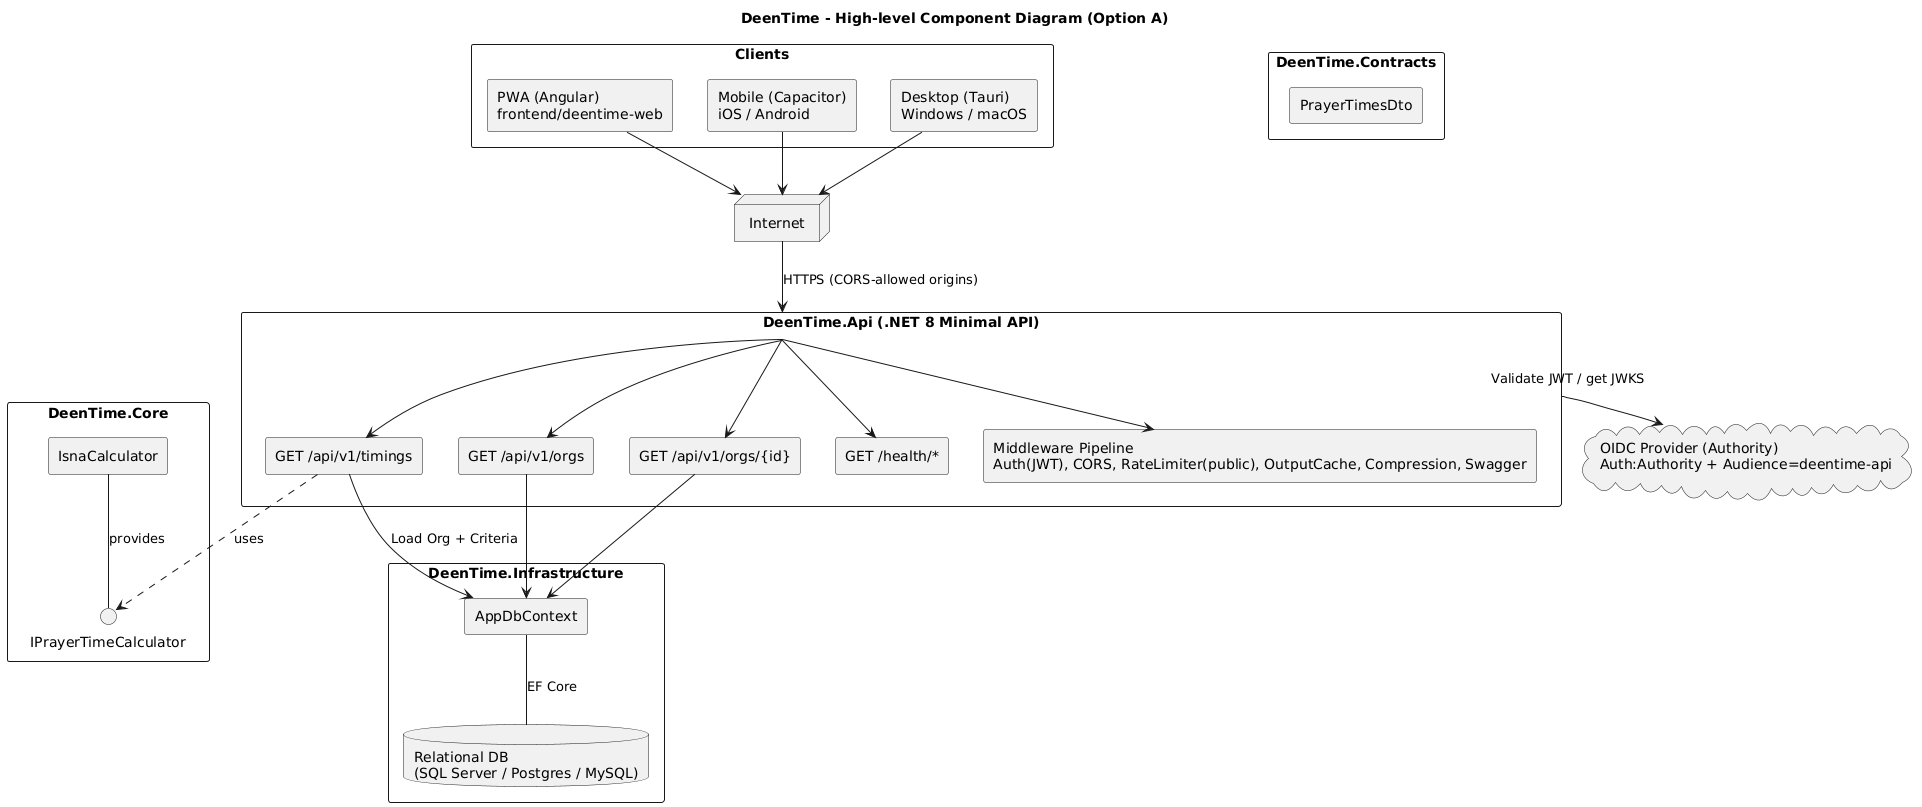 DeenTime - High-level Component Diagram (Option A)
Clients
PWA (Angular)
frontend/deentime-web
Mobile (Capacitor)
iOS / Android
Desktop (Tauri)
Windows / macOS
DeenTime.Contracts
PrayerTimesDto
Internet
HTTPS (CORS-allowed origins)
DeenTime.Api (.NET 8 Minimal API)
Validate JWT / get JWKS
DeenTime.Core
IsnaCalculator
GET /api/v1/timings
GET /api/v1/orgs
GET /api/v1/orgs/{id}
GET /health/*
Middleware Pipeline
Auth(JWT), CORS, RateLimiter(public), OutputCache, Compression, Swagger
OIDC Provider (Authority)
Auth:Authority + Audience=deentime-api
provides
uses
Load Org + Criteria
DeenTime.Infrastructure
AppDbContext
IPrayerTimeCalculator
EF Core
Relational DB
(SQL Server / Postgres / MySQL)